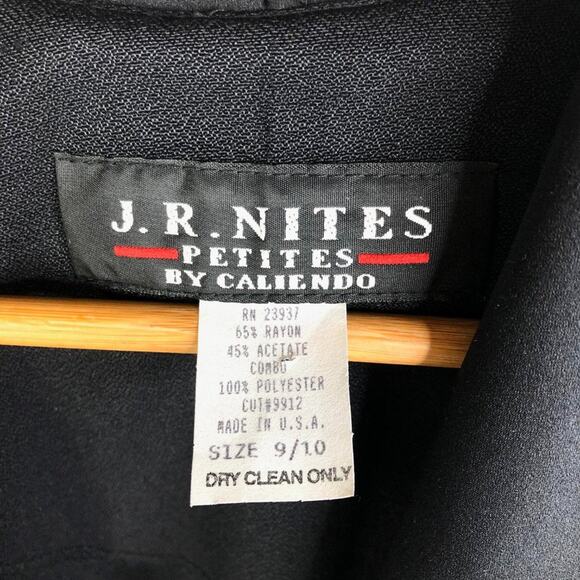 J.R.NITES
PETITES
BY CALIENDO
RN 23937
65% RAYON
45% ACETATE
COMBO
100% POLYESTER
CUT#9912
MADE IN U.S.A.
SIZE 9/10
DRY CLEAN ONLY